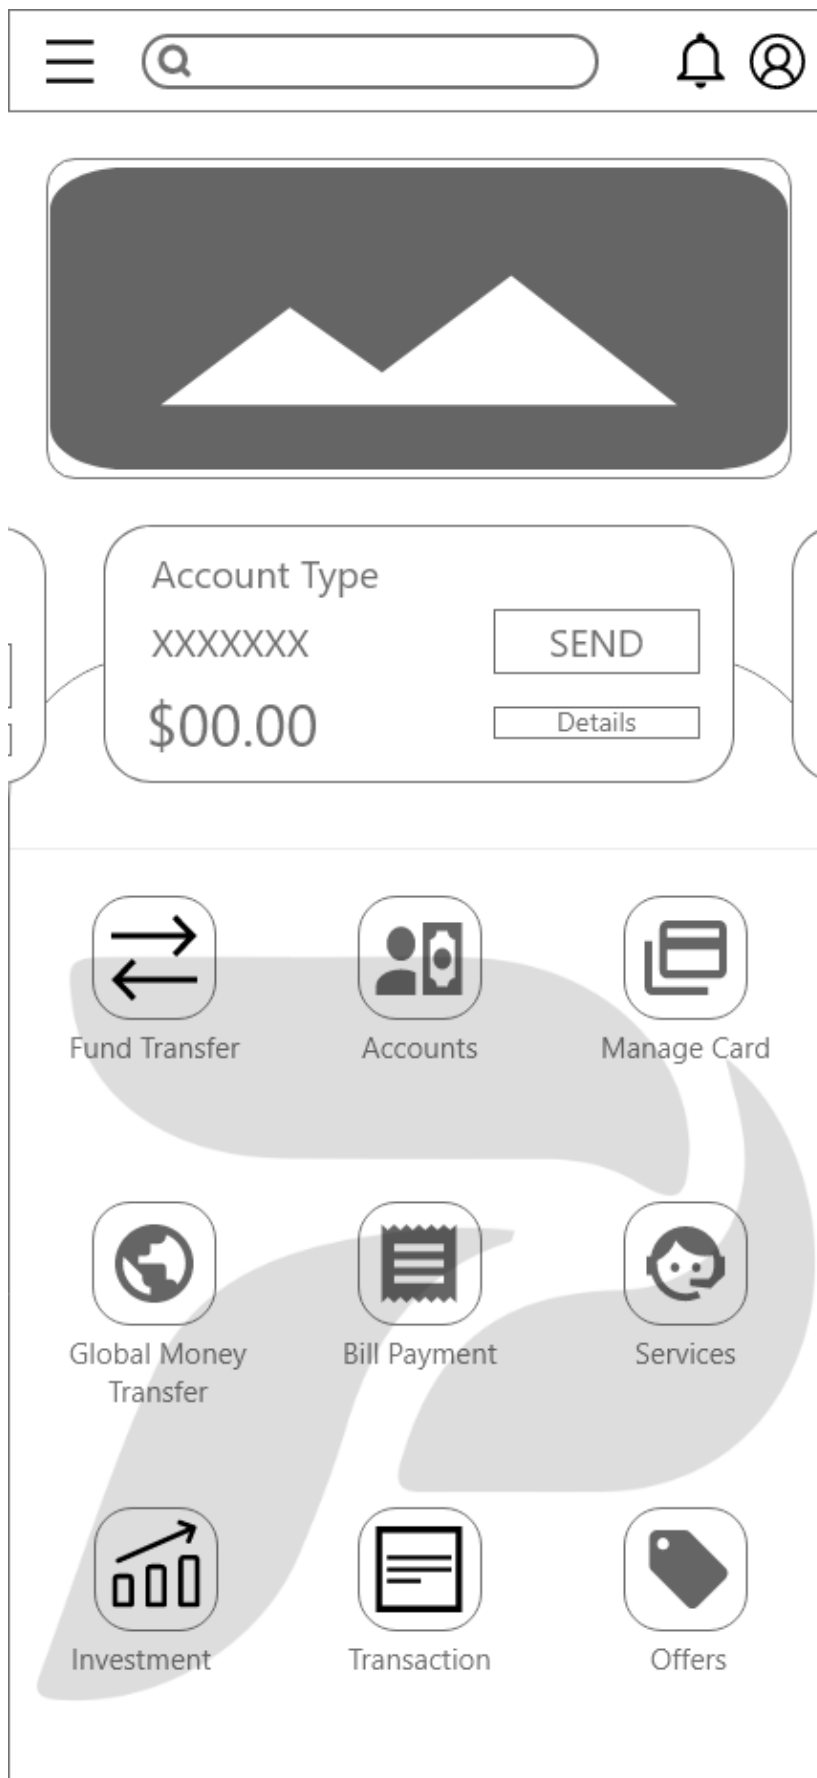 Account Type
XXXXXXX
SEND
$00.00
Details
Fund Transfer
Accounts
Manage Card
Global Money
Transfer
Bill Payment
Services
Investment
Transaction
Offers